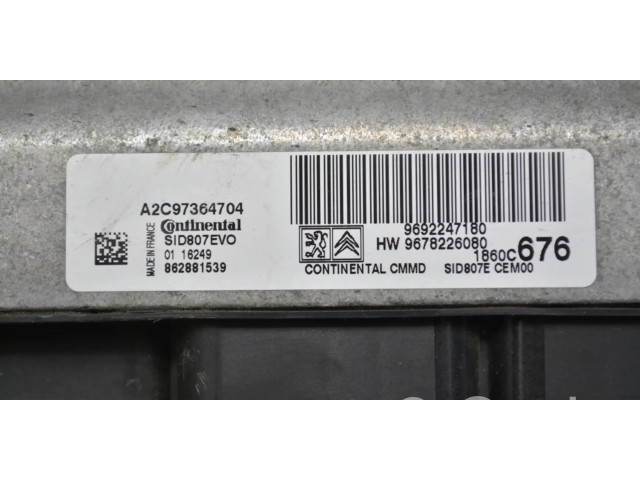 A2C97364704
Continental
SID807EVO
01 16249
862881539
MADE IN FRANCE
9692247180
HW 9678226080
1860C676
CONTINENTAL CMMD SID807E CEM00